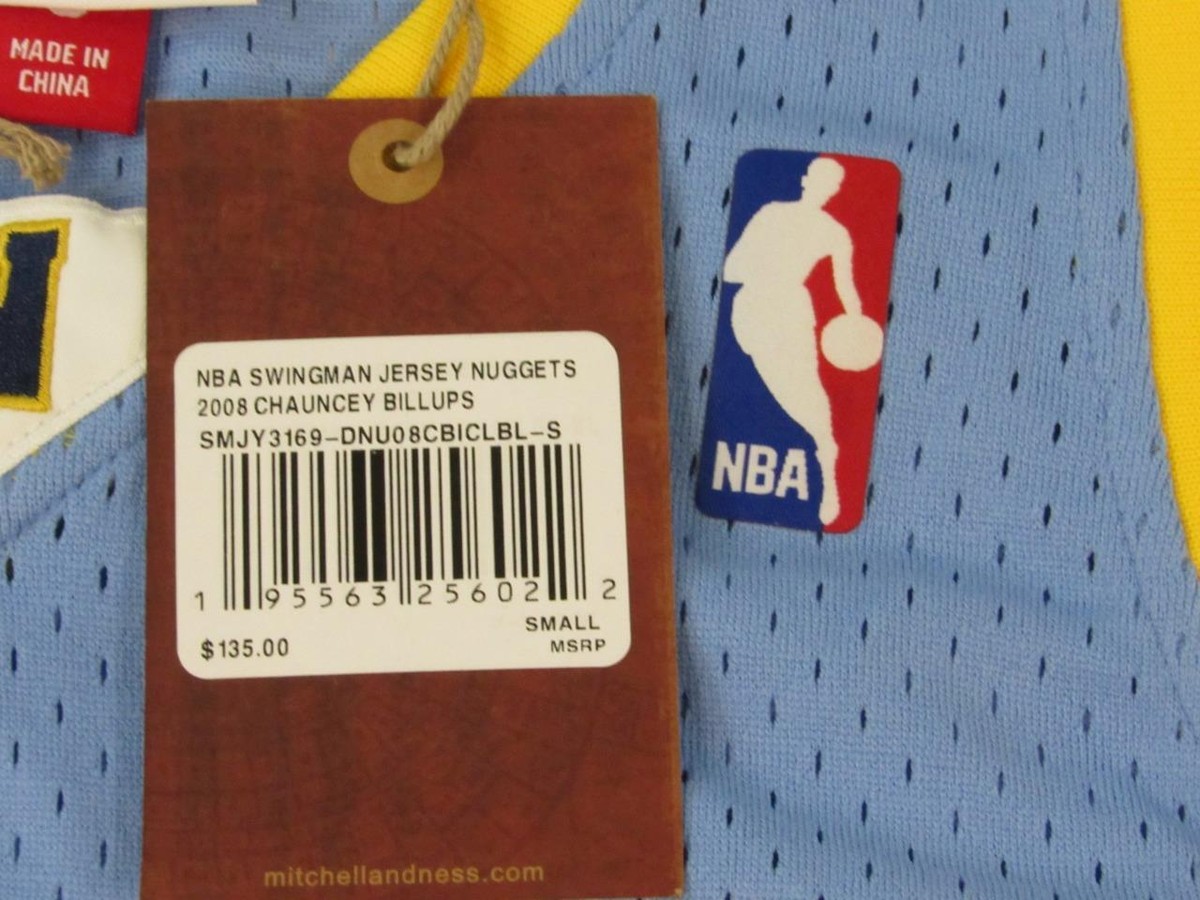 MADE IN
CHINA
NBA SWINGMAN JERSEY NUGGETS
2008 CHAUNCEY BILLUPS
SMJY3169-DNU08CBICLBL-S
1 95563 25602 2
SMALL
$135.00 MSRP
mitchellandness.com
NBA